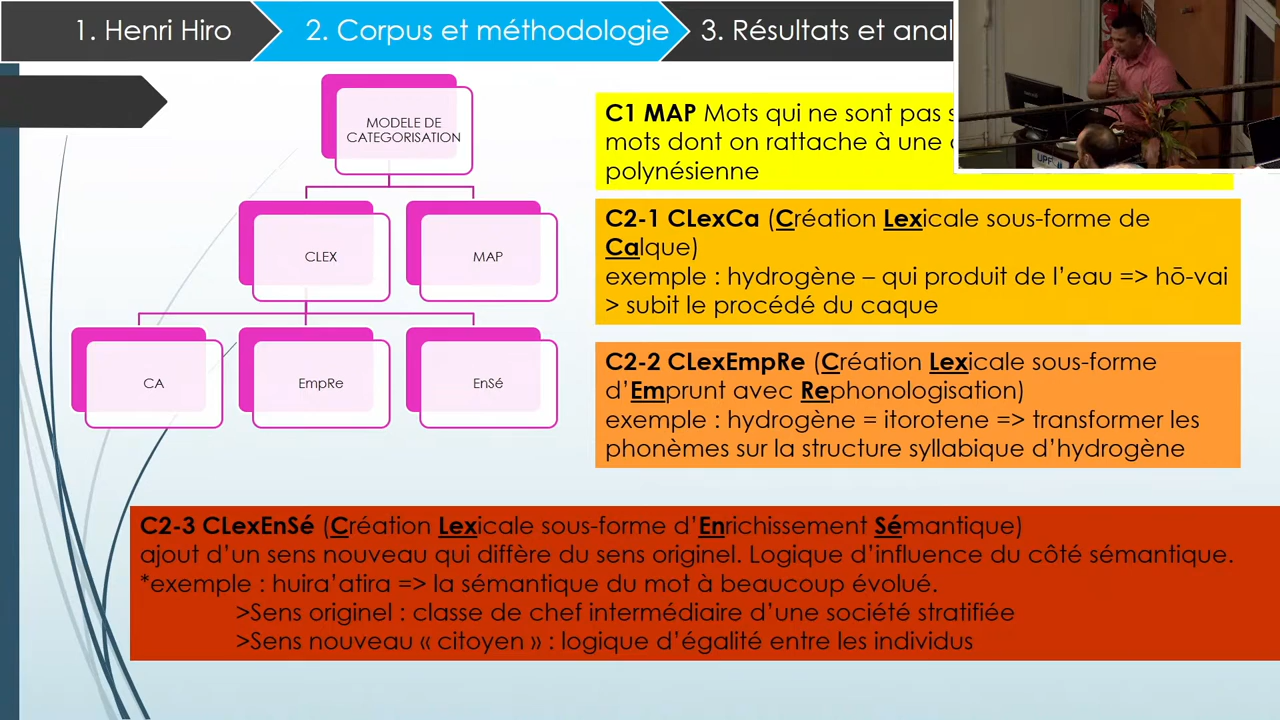 1. Henri Hiro
2. Corpus et méthodologie
3. Résultats et anal
MODELE DE
CATEGORISATION
CLEX
MAP
CA
EmpRe
EnSé
C1 MAP Mots qui ne sont pas s
mots dont on rattache à une
polynésienne
C2-1 CLexCa (Création Lexicale sous-forme de
Calque)
exemple : hydrogène – qui produit de l’eau => hō-vai
> subit le procédé du caque
C2-2 CLexEmpRe (Création Lexicale sous-forme
d’Emprunt avec Rephonologisation)
exemple : hydrogène = itorotene => transformer les
phonèmes sur la structure syllabique d’hydrogène
C2-3 CLexEnSé (Création Lexicale sous-forme d’Enrichissement Sémantique)
ajout d’un sens nouveau qui diffère du sens originel. Logique d’influence du côté sémantique.
*exemple : huira’atira => la sémantique du mot à beaucoup évolué.
>Sens originel : classe de chef intermédiaire d’une société stratifiée
>Sens nouveau « citoyen » : logique d’égalité entre les individus
UPF